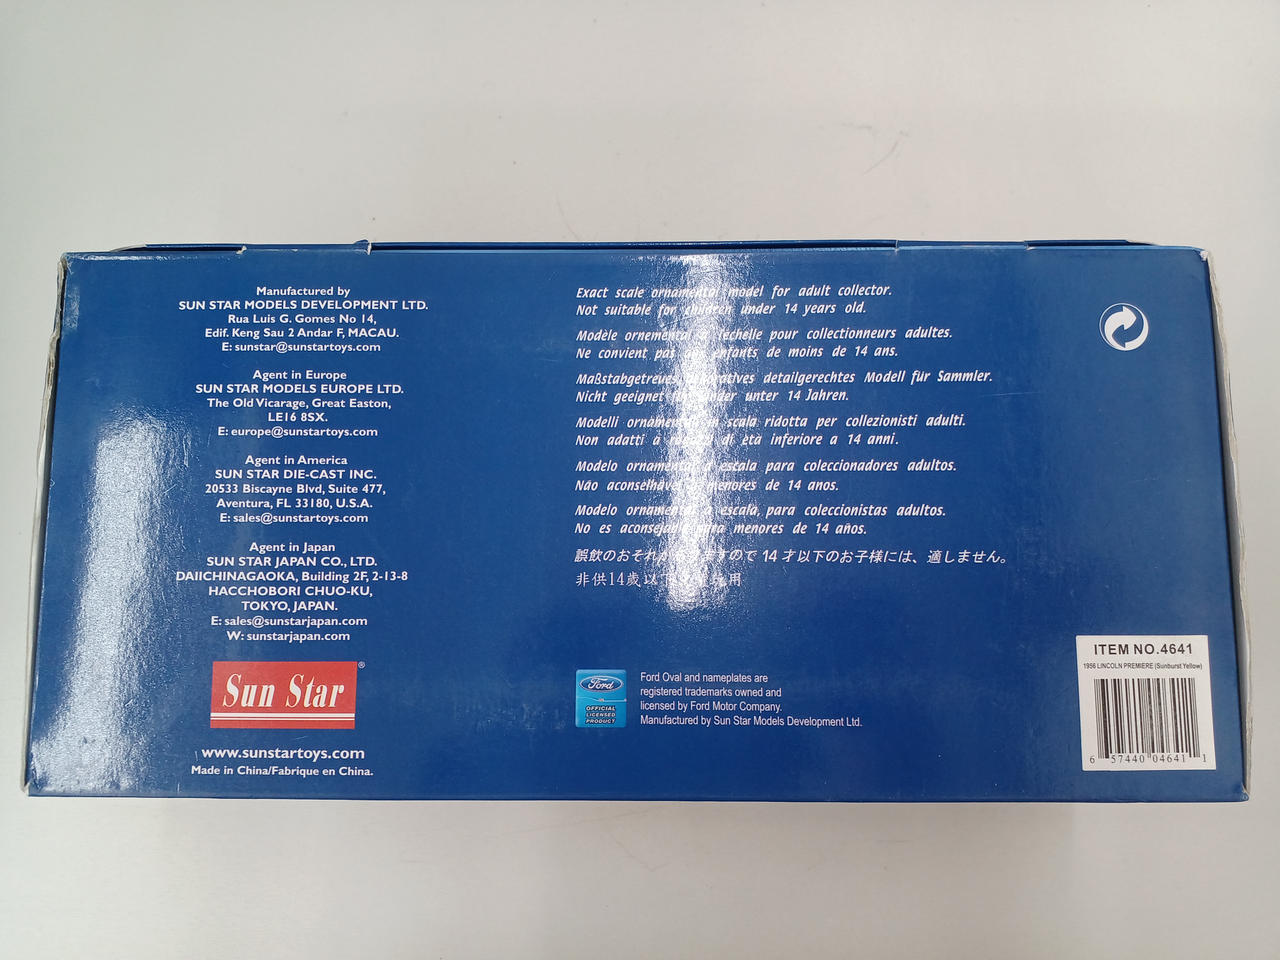 Manufactured by
SUN STAR MODELS DEVELOPMENT LTD.
Rua Luis G. Gomes No 14,
Edif. Keng Sau 2 Andar F, MACAU.
E: sunstar@sunstartoys.com
Agent in Europe
SUN STAR MODELS EUROPE LTD.
The Old Vicarage, Great Easton,
LE16 8SX.
E: europe@sunstartoys.com
Agent in America
SUN STAR DIE-CAST INC.
20533 Biscayne Blvd, Suite 477,
Aventura, FL 33180, U.S.A.
E: sales@sunstartoys.com
Agent in Japan
SUN STAR JAPAN CO., LTD.
DAIICHINAGAOKA, Building 2F, 2-13-8
HACCHOBORI CHUO-KU,
TOKYO, JAPAN.
E: sales@sunstarjapan.com
W: sunstarjapan.com
Sun Star ®
www.sunstartoys.com
Made in China/Fabrique en China.
Exact scale ornamental model for adult collector.
Not suitable for children under 14 years old.
Modèle ornemental à l'echelle pour collectionneurs adultes.
Ne convient pas enfants de moins de 14 ans.
Maßstabgetreues, detailgerechtes Modell für Sammler.
Nicht geeignet für Kinder unter 14 Jahren.
Modelli ornamentali in scala ridotta per collezionisti adulti.
Non adatti a ragazzi di età inferiore a 14 anni.
Modelo ornamental à escala para coleccionadores adultos.
Não aconselhável a menores de 14 anos.
Modelo ornamental a escala, para coleccionistas adultos.
No es aconsejable para menores de 14 años.
誤飲のおそれがありますので 14 才以下のお子様には、適しません。
非供14歳以下 玩用
Ford
OFFICIAL
LICENSED
PRODUCT
Ford Oval and nameplates are
registered trademarks owned and
licensed by Ford Motor Company.
Manufactured by Sun Star Models Development Ltd.
ITEM NO.4641
1956 LINCOLN PREMIERE (Sunburst Yellow)
6 57440 04641 1